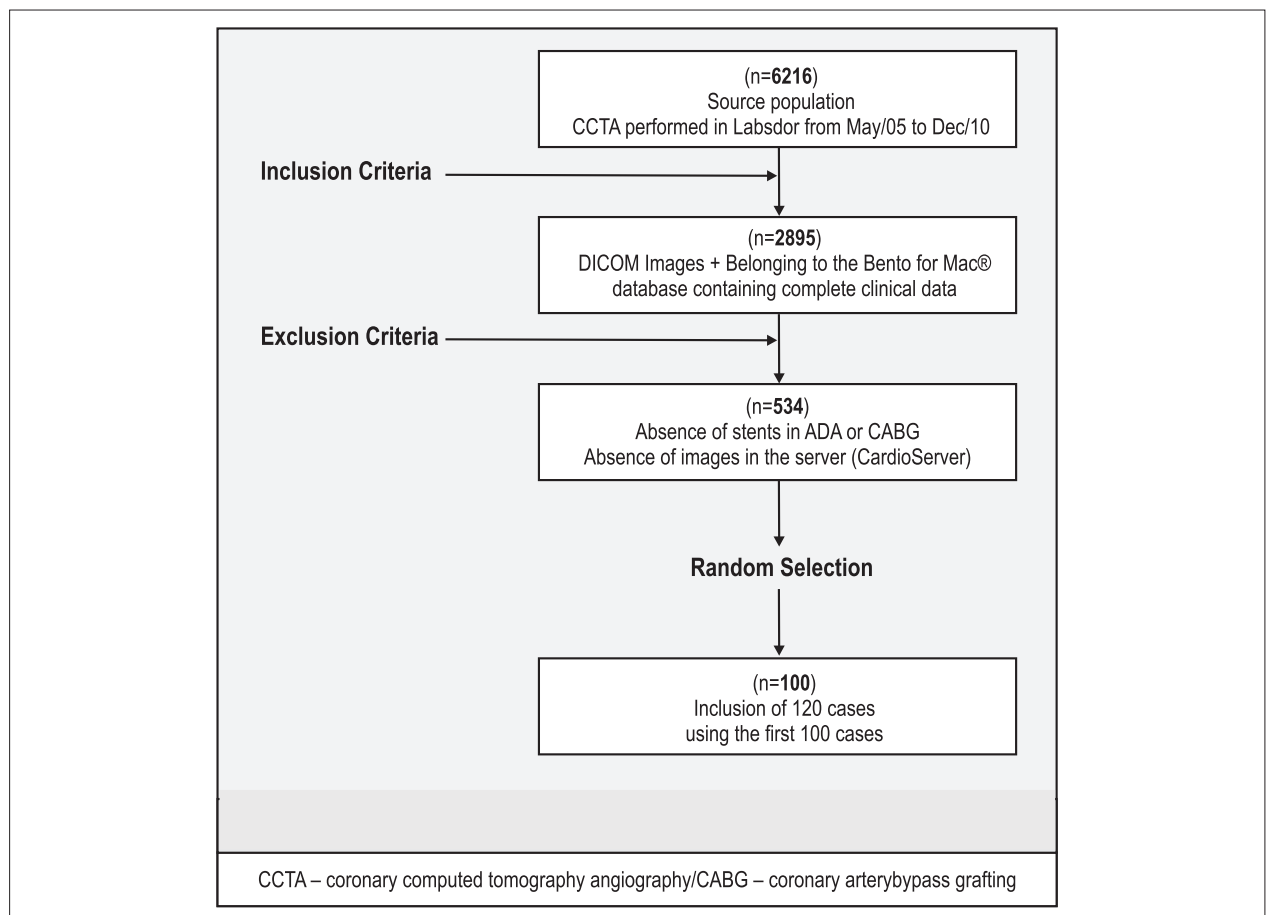 (n=6216)
Source population
CCTA performed in Labsdor from May/05 to Dec/10
Inclusion Criteria
(n=2895)
DICOM Images + Belonging to the Bento for Mac®
database containing complete clinical data
Exclusion Criteria
(n=534)
Absence of stents in ADA or CABG
Absence of images in the server (CardioServer)
Random Selection
(n=100)
Inclusion of 120 cases
using the first 100 cases
CCTA – coronary computed tomography angiography/CABG – coronary arterybypass grafting